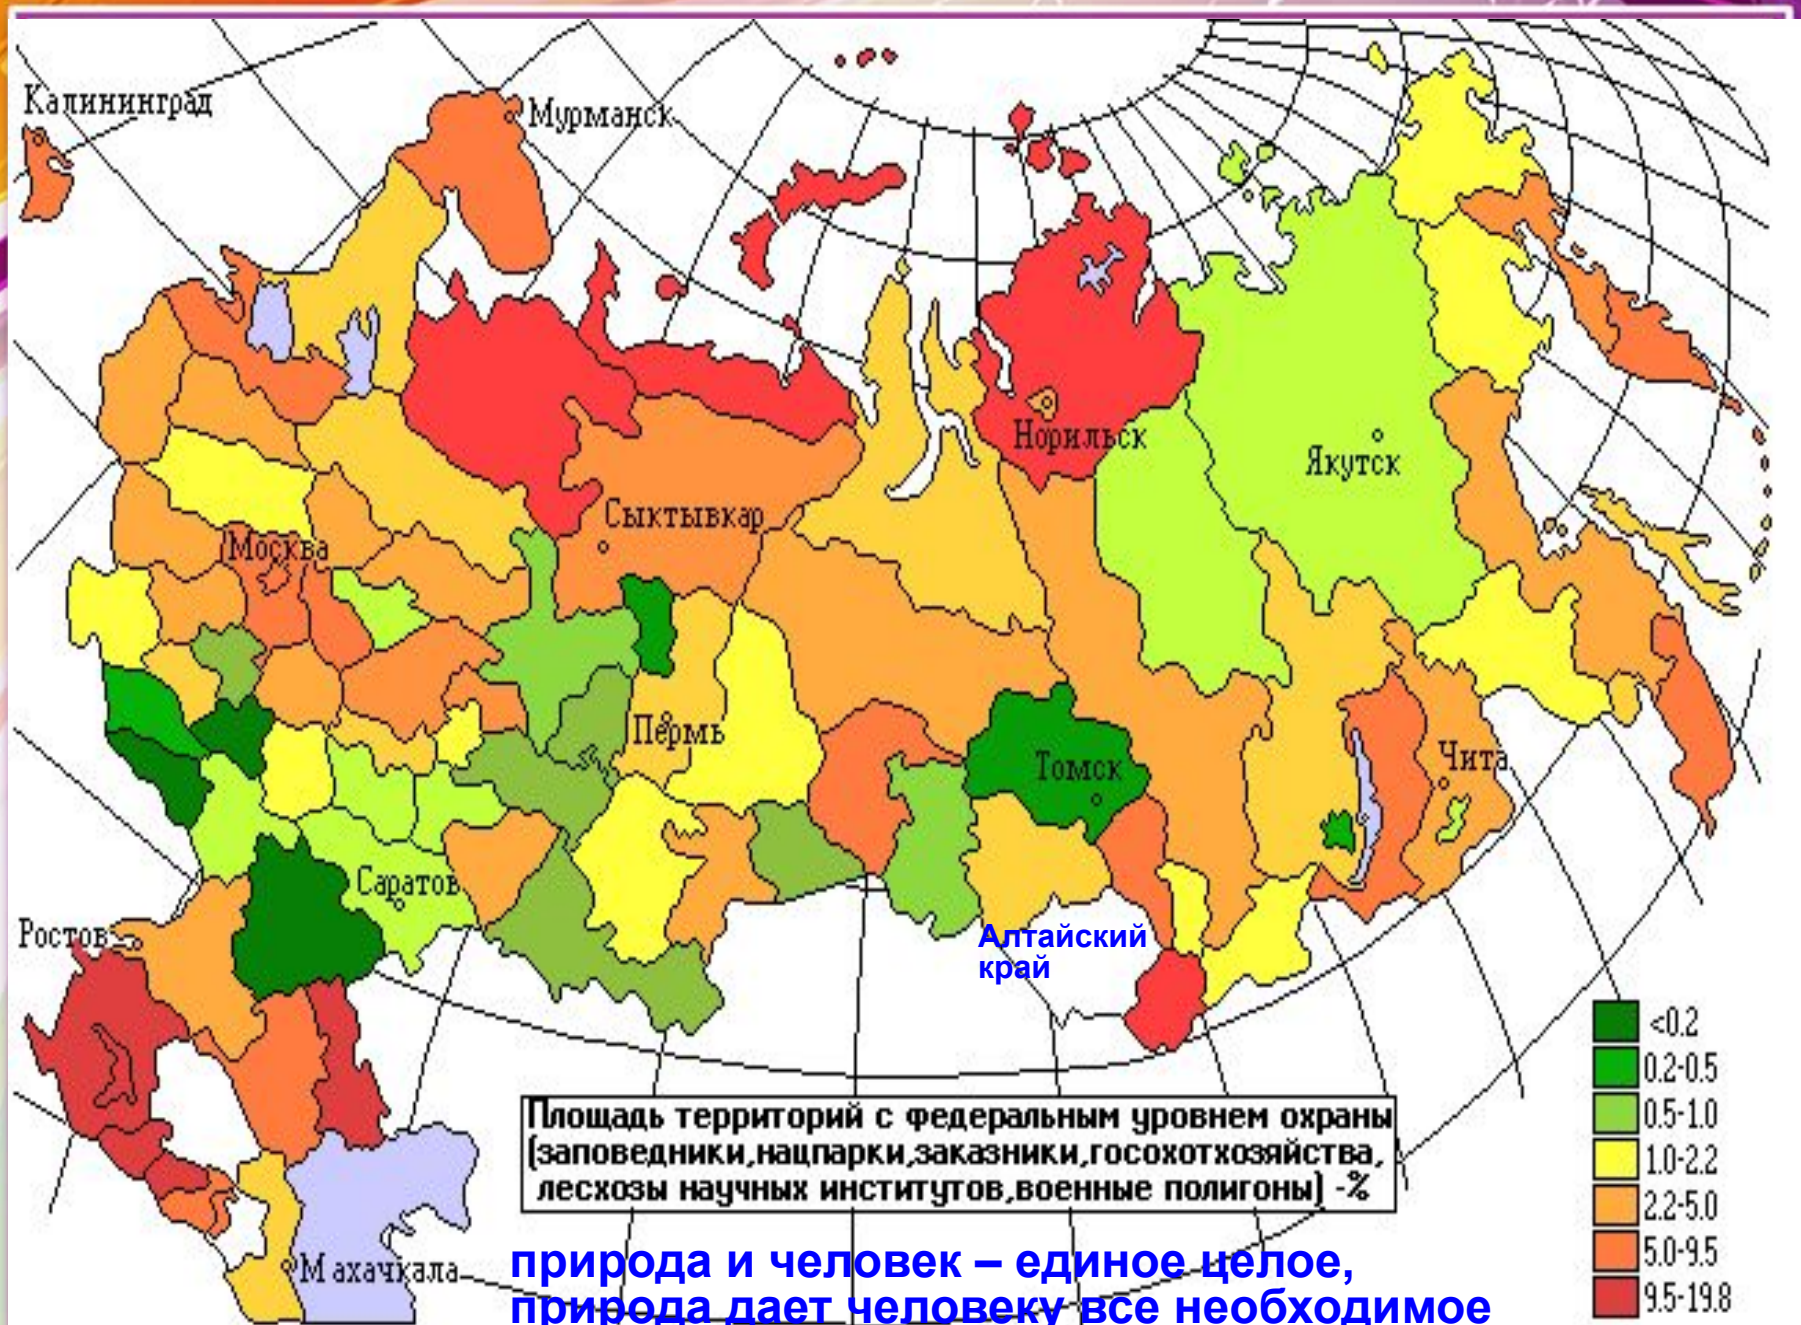 Калининград
Мурманск
Норильск
Якутск
Сыктывкар
Москва
Пермь
Томск
Чита
Саратов
Ростов
Алтайский
край
<0.2
0.2-0.5
0.5-1.0
1.0-2.2
2.2-5.0
5.0-9.5
9.5-19.8
Площадь территорий с федеральным уровнем охраны
(заповедники,нацпарки,заказники,госохотхозяйства,
лесхозы научных институтов,военные полигоны) -%
Махачкала
природа и человек – единое целое,
природа дает человеку все необходимое